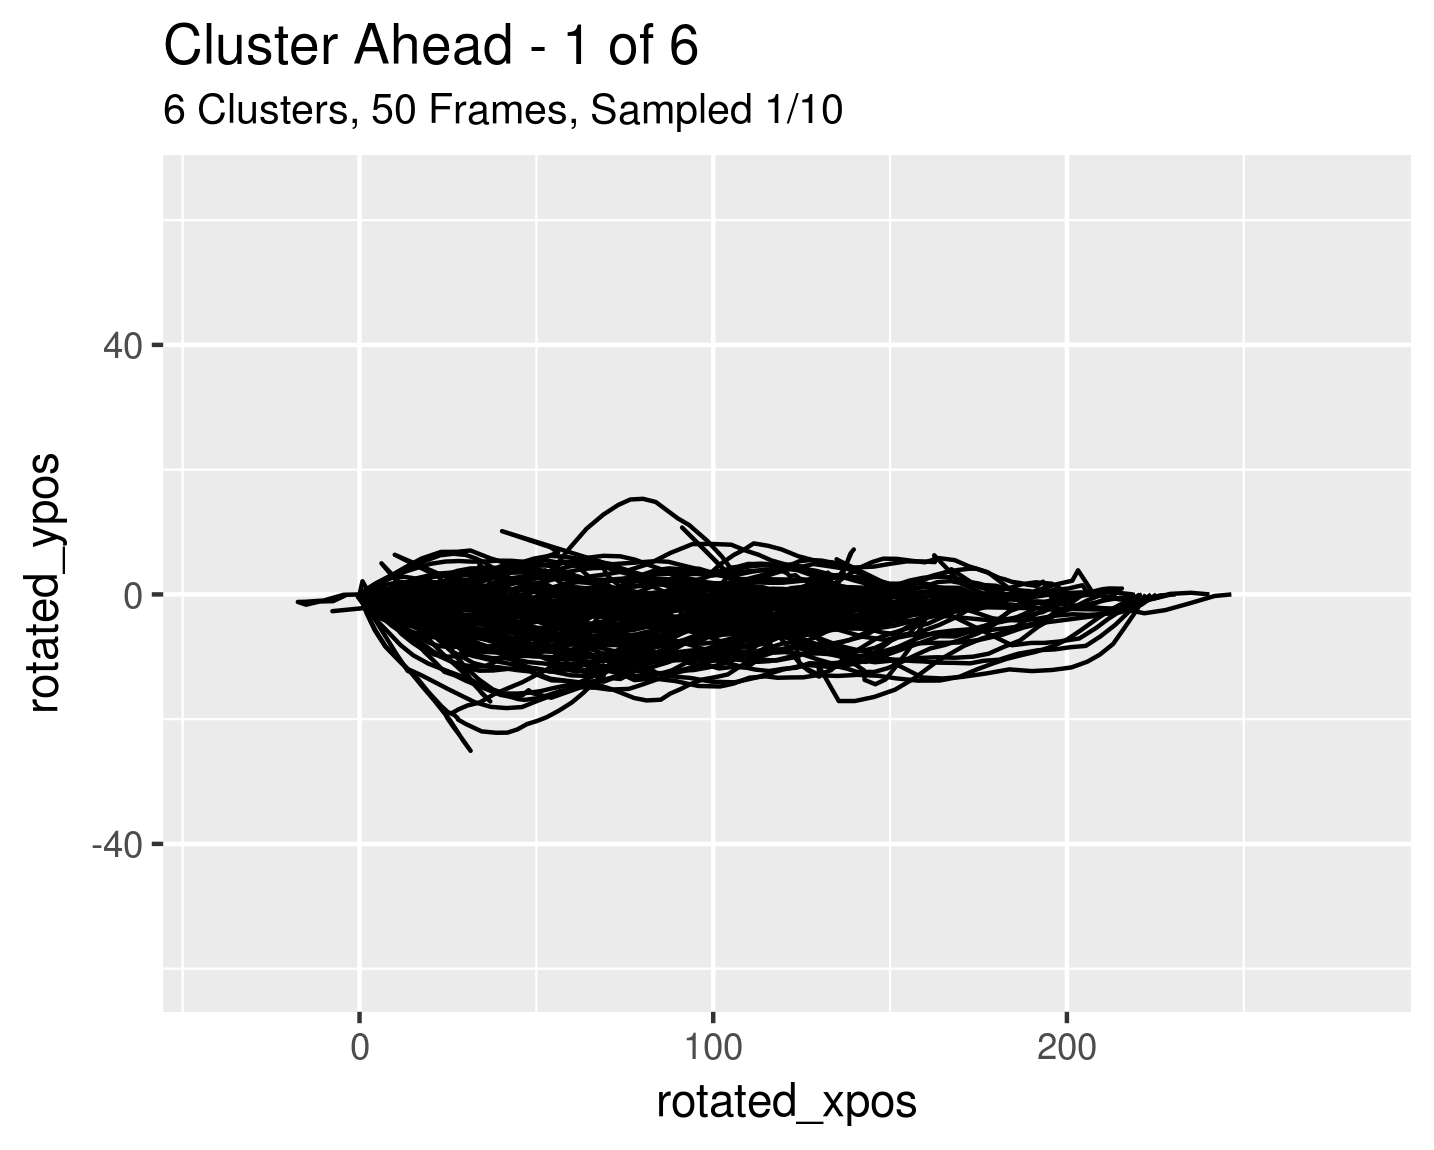 Cluster Ahead - 1 of 6
6 Clusters, 50 Frames, Sampled 1/10
rotated_ypos
40
0
-40
0 100 200
rotated_xpos